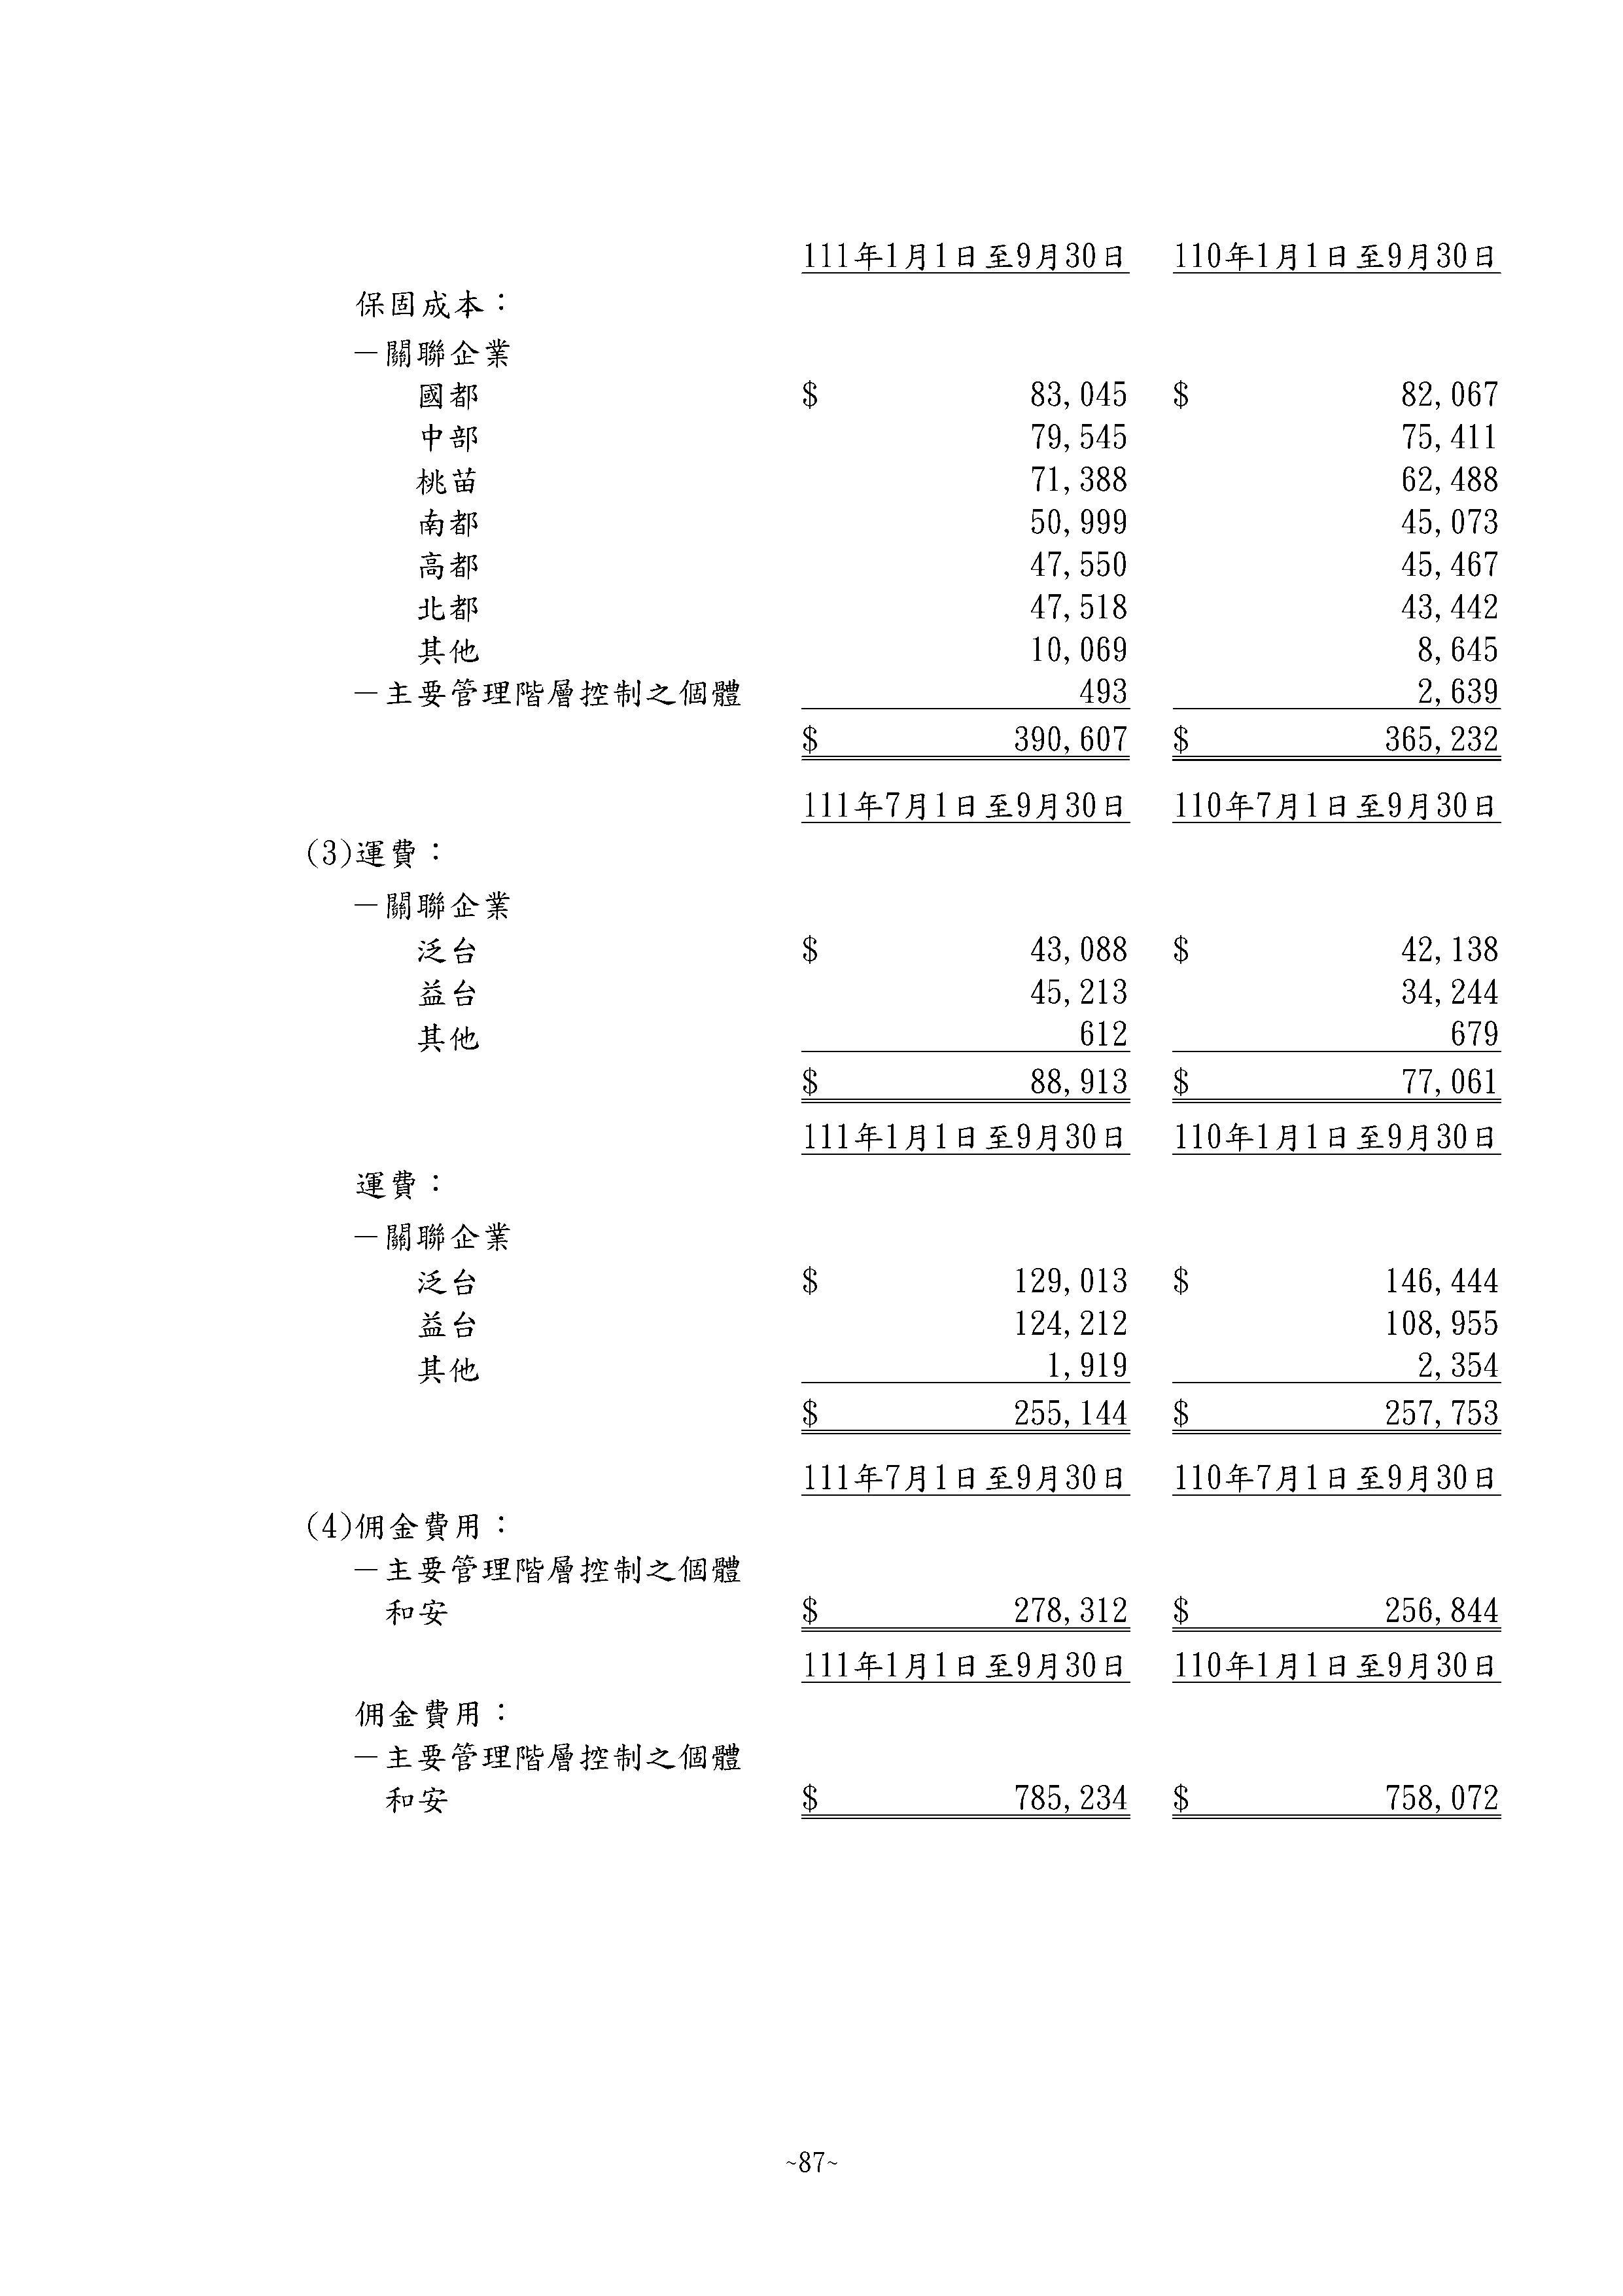 111年1月1日至9月30日 110年1月1日至9月30日
保固成本：
－關聯企業
國都 $ 83,045 $ 82,067
中部 79,545 75,411
桃苗 71,388 62,488
南都 50,999 45,073
高都 47,550 45,467
北都 47,518 43,442
其他 10,069 8,645
－主要管理階層控制之個體 493 2,639
$ 390,607 $ 365,232
111年7月1日至9月30日 110年7月1日至9月30日
(3)運費：
－關聯企業
泛台 $ 43,088 $ 42,138
益台 45,213 34,244
其他 612 679
$ 88,913 $ 77,061
111年1月1日至9月30日 110年1月1日至9月30日
運費：
－關聯企業
泛台 $ 129,013 $ 146,444
益台 124,212 108,955
其他 1,919 2,354
$ 255,144 $ 257,753
111年7月1日至9月30日 110年7月1日至9月30日
(4)佣金費用：
－主要管理階層控制之個體
和安 $ 278,312 $ 256,844
111年1月1日至9月30日 110年1月1日至9月30日
佣金費用：
－主要管理階層控制之個體
和安 $ 785,234 $ 758,072
~87~